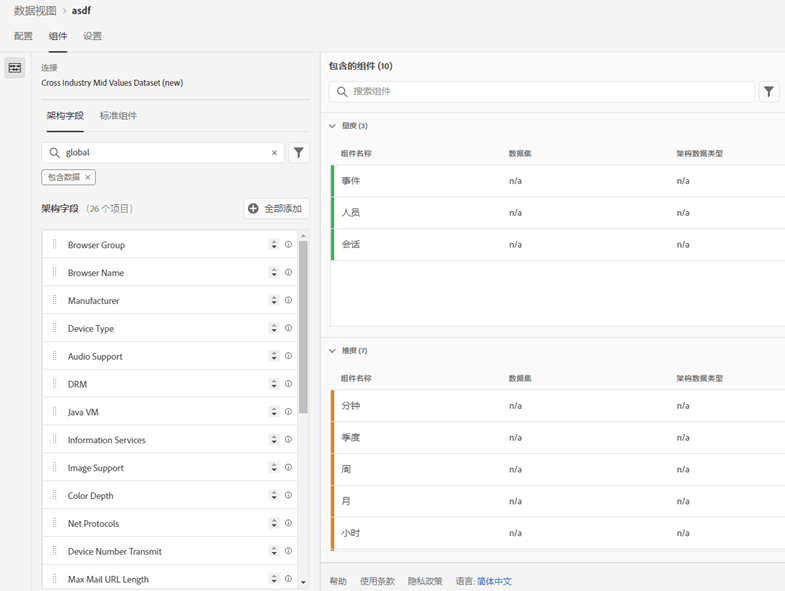 数据视图 > asdf
配置 组件 设置
连接
Cross Industry Mid Values Dataset (new)
架构字段 标准组件
global
包含数据
架构字段 (26 个项目)
全部添加
Browser Group
Browser Name
Manufacturer
Device Type
Audio Support
DRM
Java VM
Information Services
Image Support
Color Depth
Net Protocols
Device Number Transmit
Max Mail URL Length
包含的组件 (10)
搜索组件
量度 (3)
组件名称 数据集 架构数据类型
事件 n/a n/a
人员 n/a n/a
会话 n/a n/a
维度 (7)
组件名称 数据集 架构数据类型
分钟 n/a n/a
季度 n/a n/a
周 n/a n/a
月 n/a n/a
小时 n/a n/a
帮助 使用条款 隐私政策 语言: 简体中文